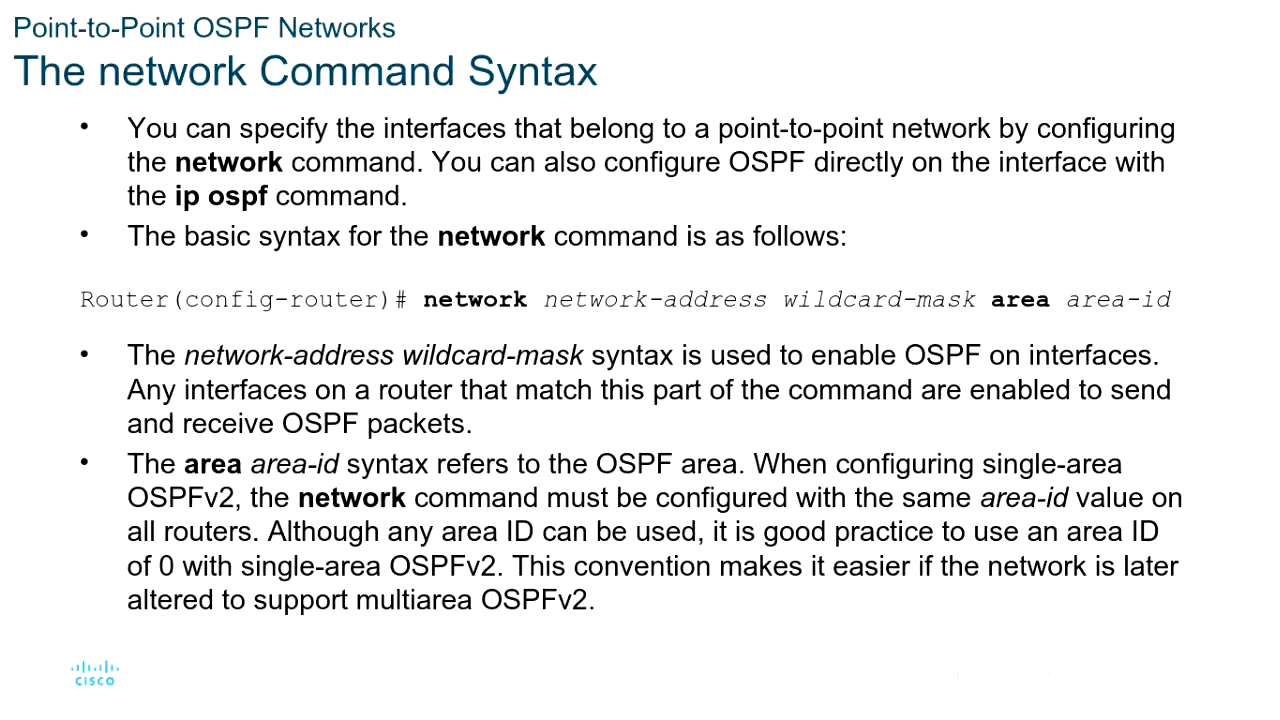 Point-to-Point OSPF Networks
The network Command Syntax
• You can specify the interfaces that belong to a point-to-point network by configuring
the network command. You can also configure OSPF directly on the interface with
the ip ospf command.
• The basic syntax for the network command is as follows:
Router(config-router)# network network-address wildcard-mask area area-id
• The network-address wildcard-mask syntax is used to enable OSPF on interfaces.
Any interfaces on a router that match this part of the command are enabled to send
and receive OSPF packets.
• The area area-id syntax refers to the OSPF area. When configuring single-area
OSPFv2, the network command must be configured with the same area-id value on
all routers. Although any area ID can be used, it is good practice to use an area ID
of 0 with single-area OSPFv2. This convention makes it easier if the network is later
altered to support multiarea OSPFv2.
CISCO